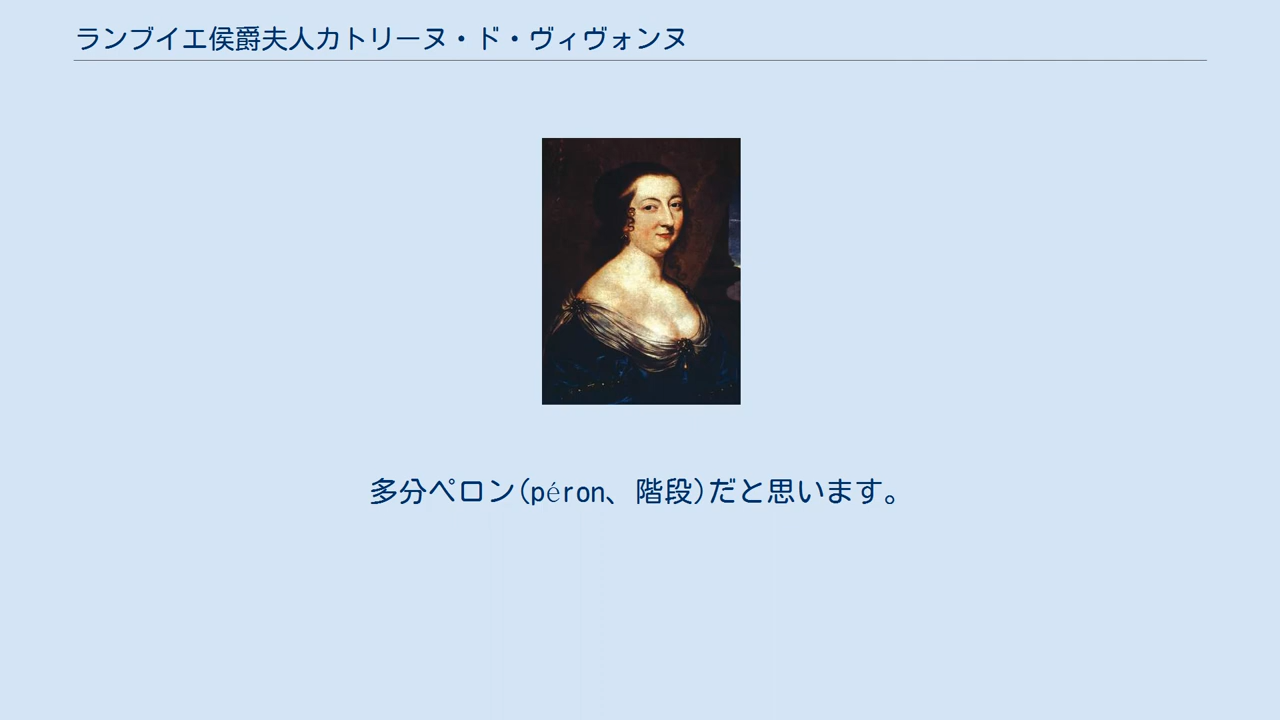 ランブイエ侯爵夫人カトリーヌ・ド・ヴィヴォンヌ
多分ペロン(péron、階段)だと思います。